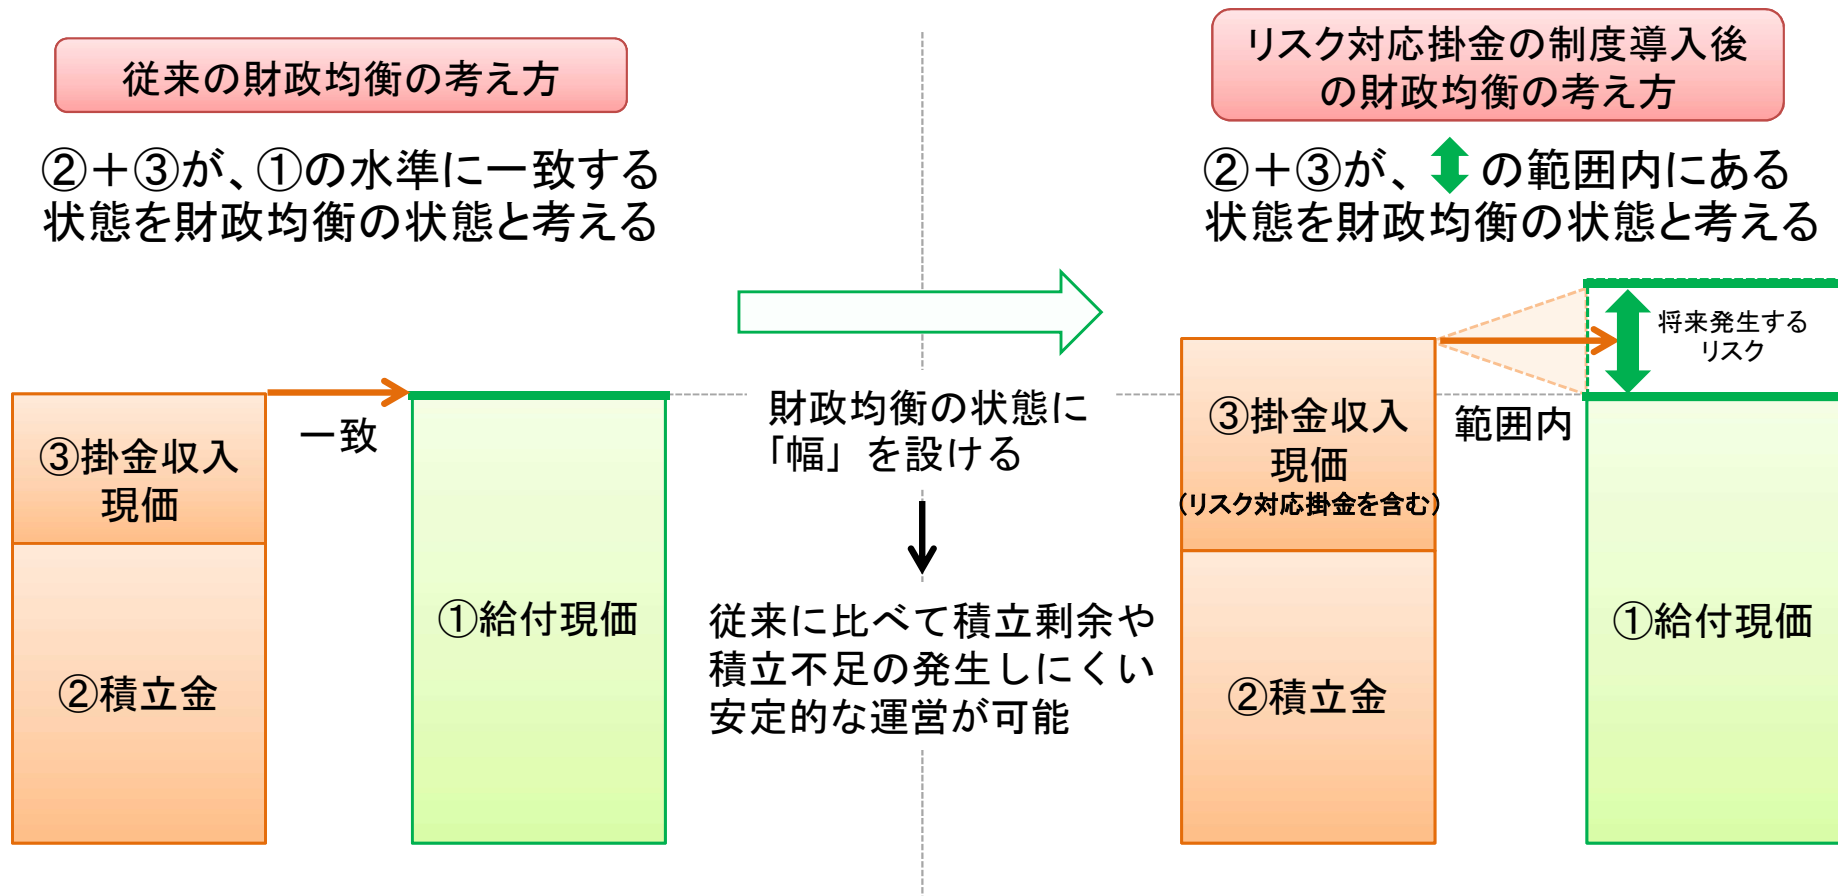 従来の財政均衡の考え方
②+③が、①の水準に一致する
状態を財政均衡の状態と考える
一致
③掛金収入
現価
②積立金
①給付現価
財政均衡の状態に
「幅」を設ける
従来に比べて積立剰余や
積立不足の発生しにくい
安定的な運営が可能
リスク対応掛金の制度導入後
の財政均衡の考え方
②+③が、 の範囲内にある
状態を財政均衡の状態と考える
将来発生する
リスク
範囲内
③掛金収入
現価
(リスク対応掛金を含む)
②積立金
①給付現価